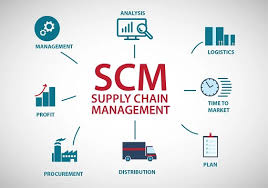 ANALYSIS
MANAGEMENT
LOGISTICS
SCM
SUPPLY CHAIN
MANAGEMENT
PROFIT
TIME TO
MARKET
PROCUREMENT
DISTRIBUTION
PLAN